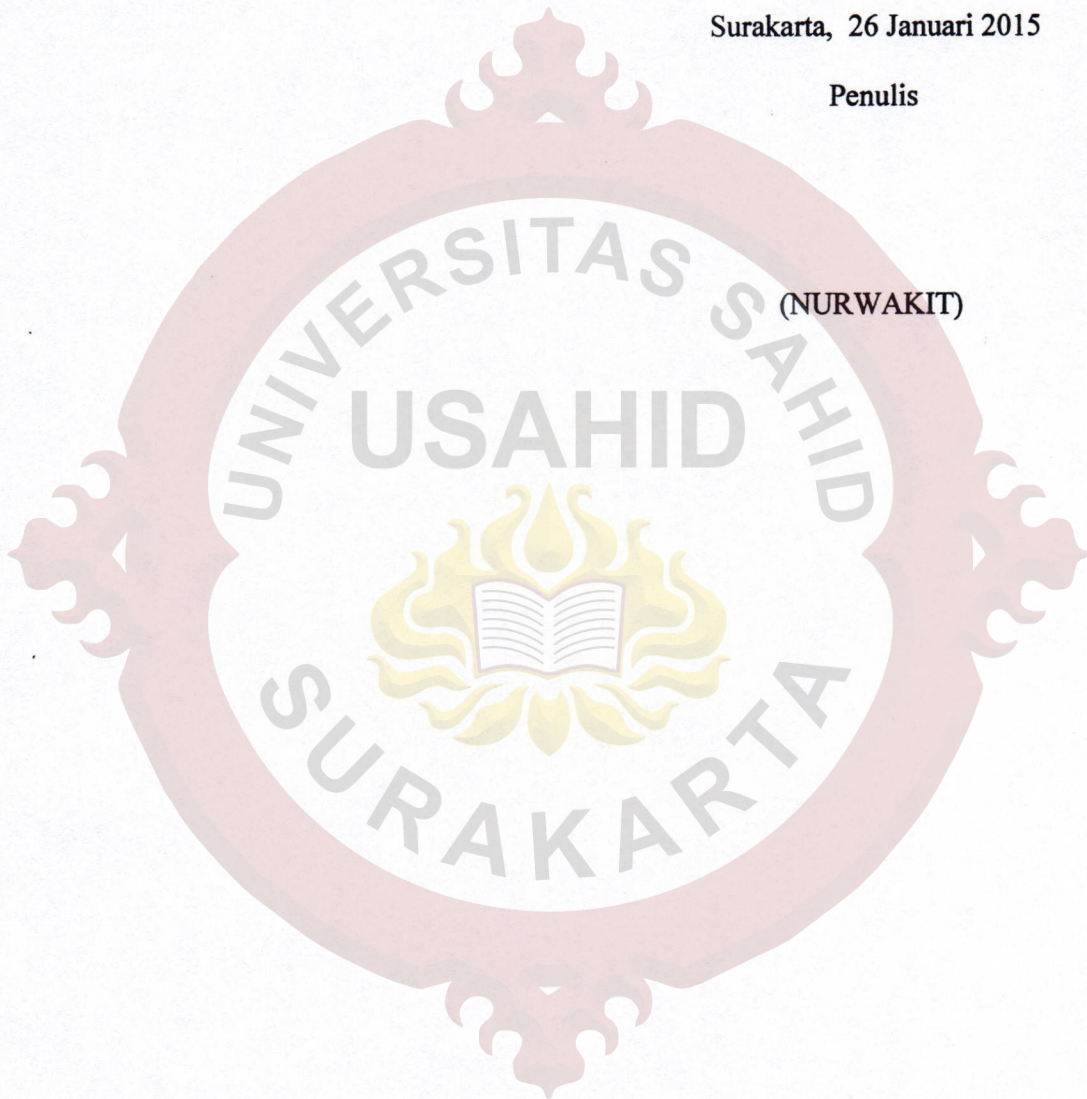 Surakarta, 26 Januari 2015
Penulis
(NURWAKIT)
UNIVERSITAS SAHID
USAHID
SURAKARTA